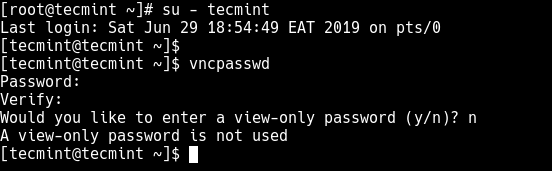 [root@tecmint ~]# su - tecmint
Last login: Sat Jun 29 18:54:49 EAT 2019 on pts/0
[tecmint@tecmint ~]$
[tecmint@tecmint ~]$ vncpasswd
Password:
Verify:
Would you like to enter a view-only password (y/n)? n
A view-only password is not used
[tecmint@tecmint ~]$